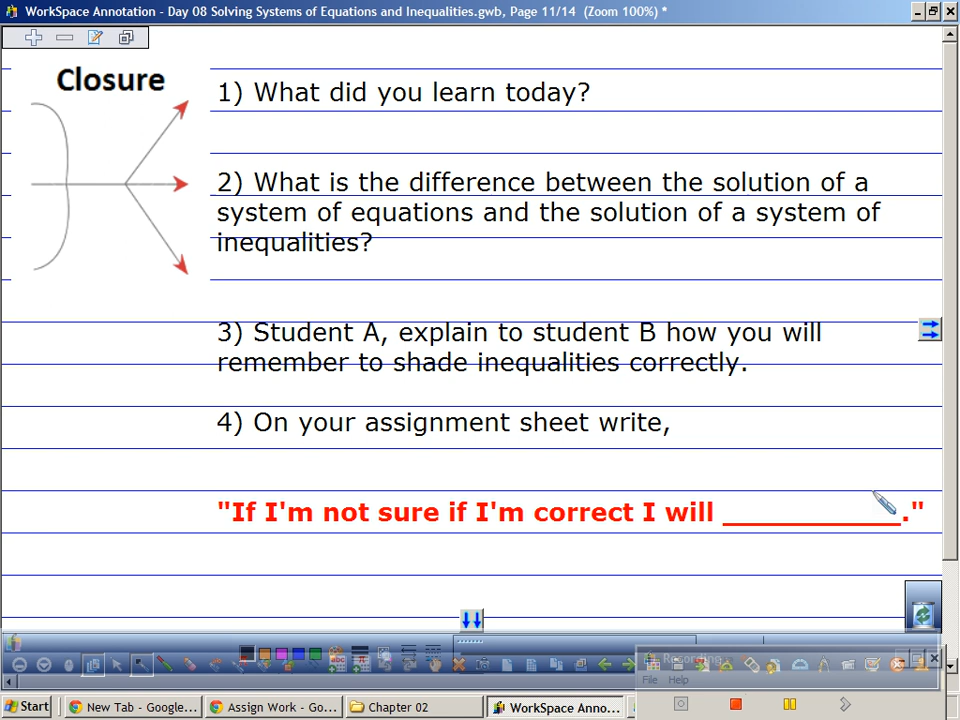 WorkSpace Annotation - Day 08 Solving Systems of Equations and Inequalities.gwb, Page 11/14 (Zoom 100%) *
Closure
1) What did you learn today?
2) What is the difference between the solution of a
system of equations and the solution of a system of
inequalities?
3) Student A, explain to student B how you will
remember to shade inequalities correctly.
4) On your assignment sheet write,
"If I'm not sure if I'm correct I will __________."
Recording
File Help
Start
New Tab - Google...
Assign Work - Go...
Chapter 02
WorkSpace Anno...